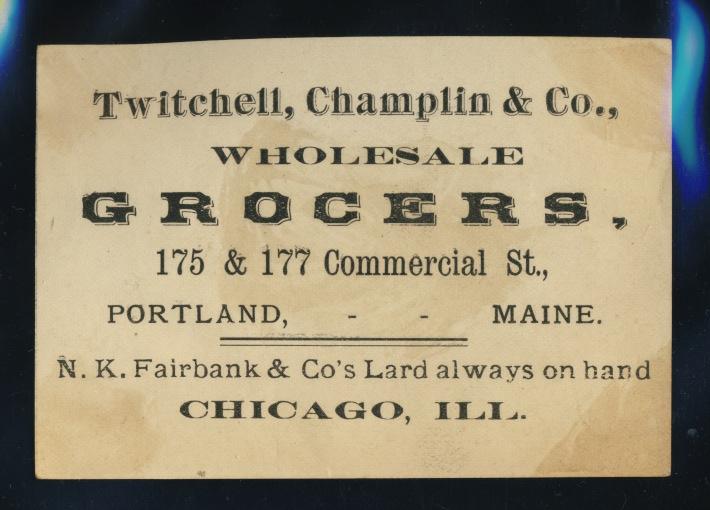 Twitchell, Champlin & Co.,
WHOLESALE
GROCERS,
175 & 177 Commercial St.,
PORTLAND, - - MAINE.
N. K. Fairbank & Co's Lard always on hand
CHICAGO, ILL.